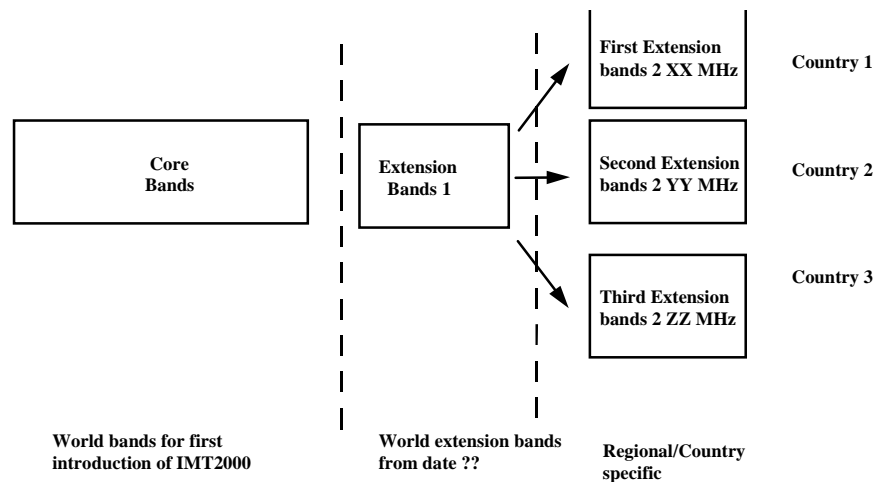 First Extension
bands 2 XX MHz
Country 1
Core
Bands
Extension
Bands 1
Second Extension
bands 2 YY MHz
Country 2
Third Extension
bands 2 ZZ MHz
Country 3
World bands for first
introduction of IMT2000
World extension bands
from date ??
Regional/Country
specific